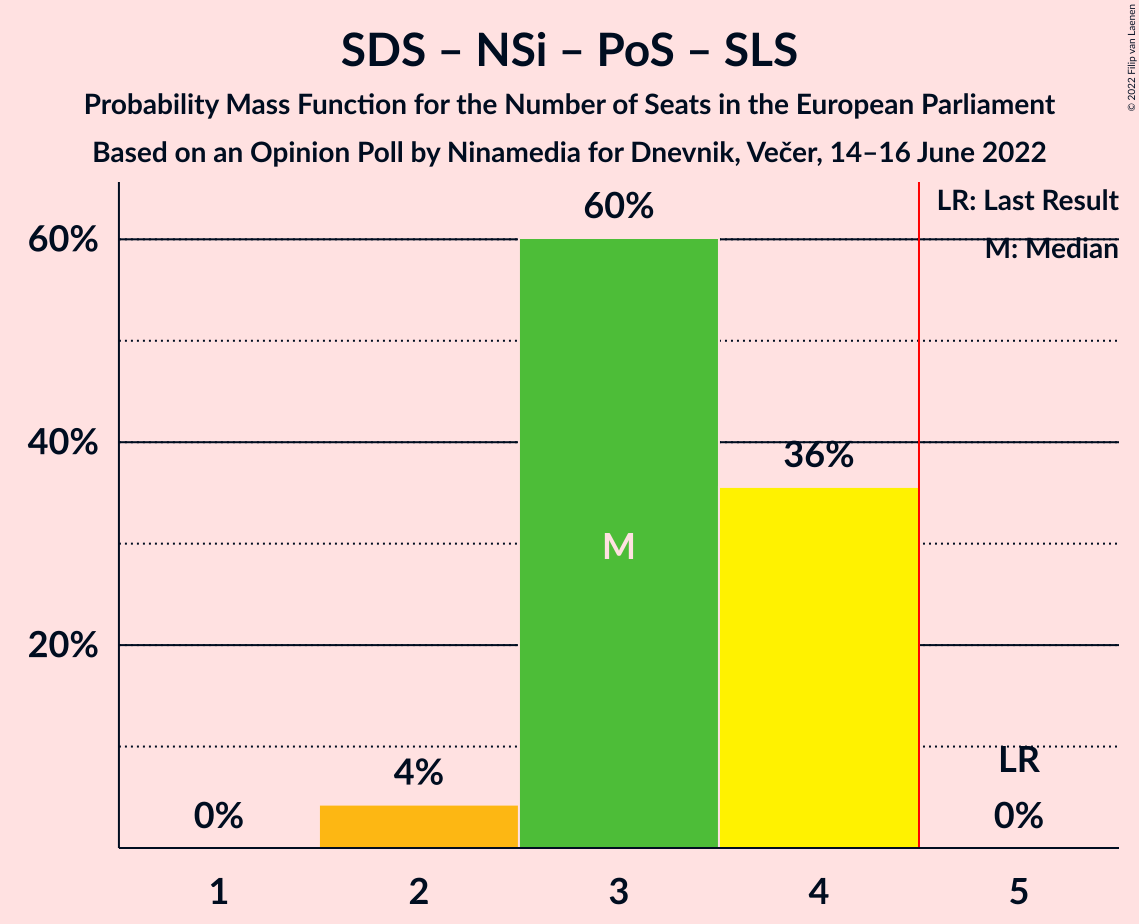 SDS – NSi – PoS – SLS
Probability Mass Function for the Number of Seats in the European Parliament
Based on an Opinion Poll by Ninamedia for Dnevnik, Večer, 14–16 June 2022
© 2022 Filip van Laenen
LR: Last Result
M: Median
60%
40%
20%
0%
4%
60%
M
36%
LR
0%
1
2
3
4
5